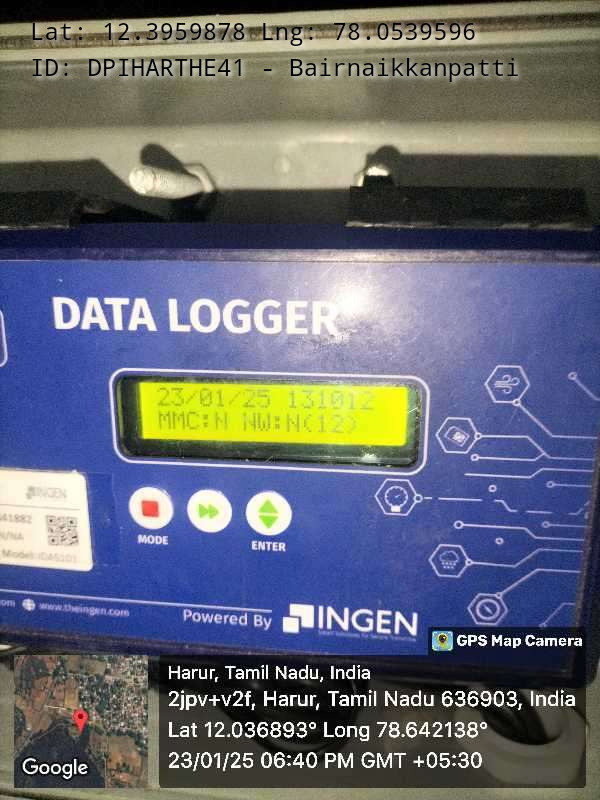 Lat: 12.3959878 Lng: 78.0539596
ID: DPIHARTHE41 - Bairnaikkanpatti
DATA LOGGER
23/01/25 131012
MMC:N NW:N(12)
INGEN
41882
N/NA
Model:
MODE
ENTER
www.theingen.com
Powered By INGEN
GPS Map Camera
Harur, Tamil Nadu, India
2jpv+v2f, Harur, Tamil Nadu 636903, India
Lat 12.036893° Long 78.642138°
23/01/25 06:40 PM GMT +05:30
Google